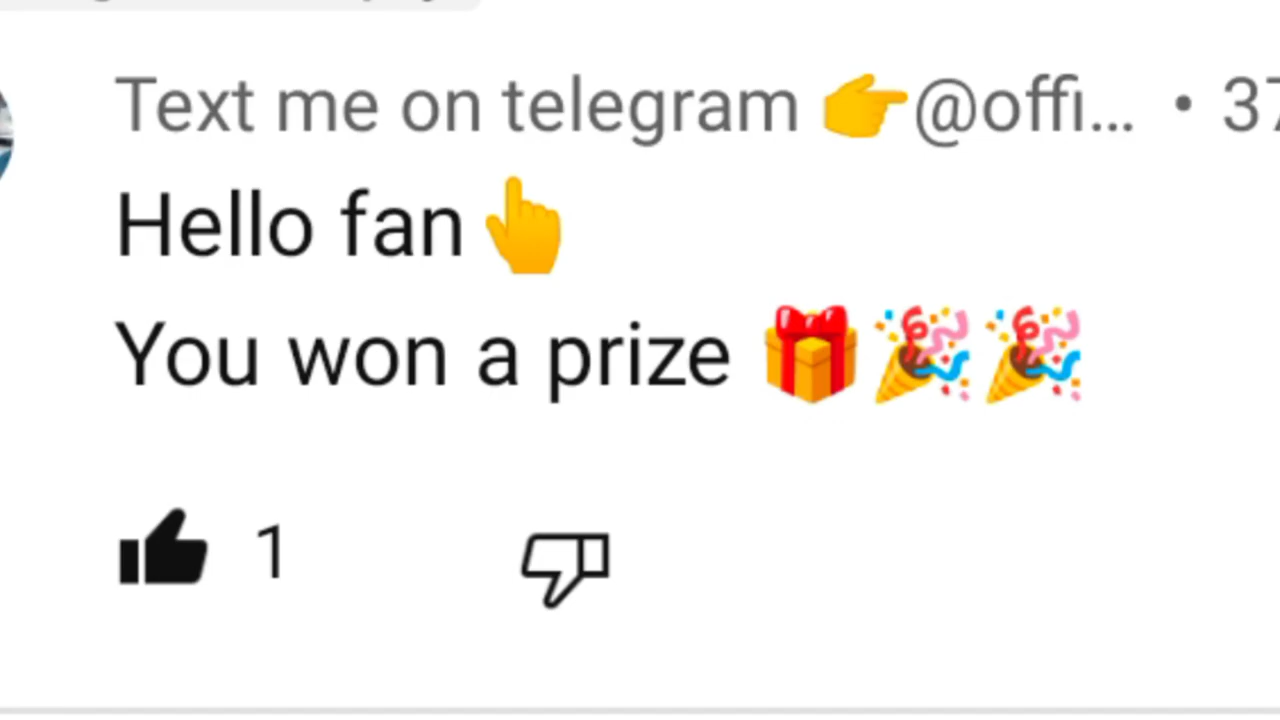 Text me on telegram 👉@offi... • 37
Hello fan👆
You won a prize 🎁🎉🎉
1